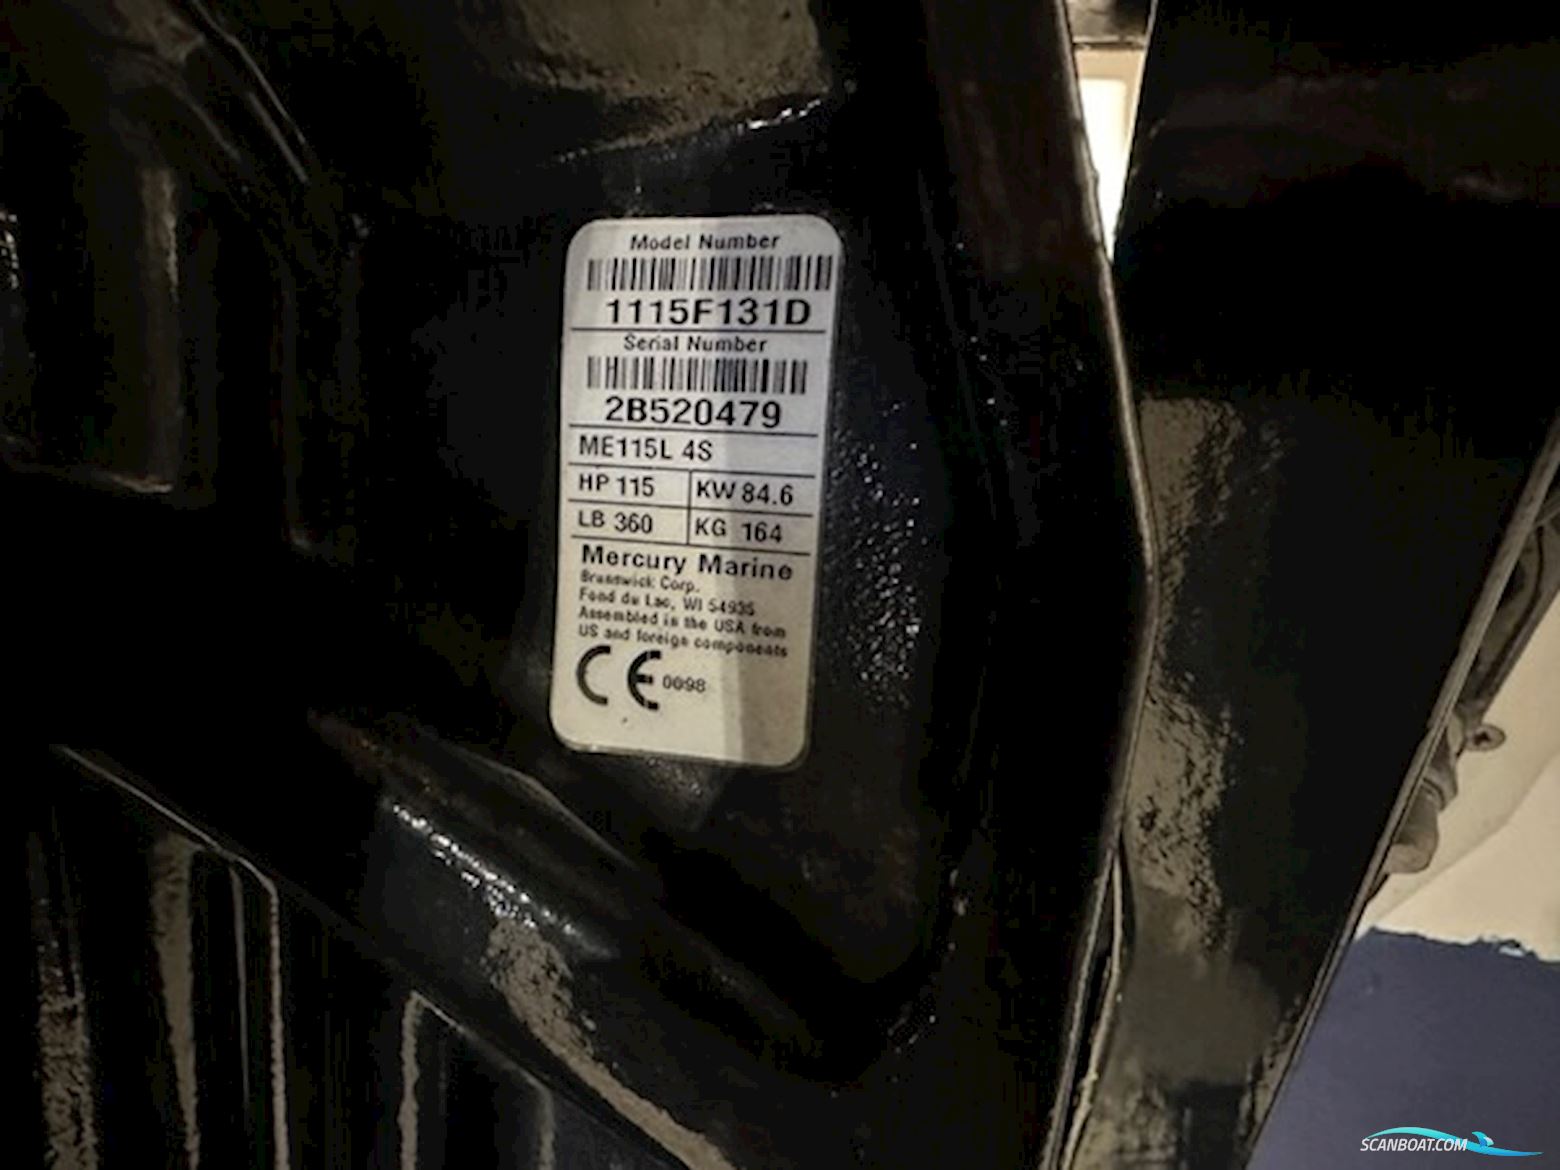 Model Number
1115F131D
Serial Number
2B520479
ME115L 4S
HP 115 KW 84.6
LB 360 KG 164
Mercury Marine
Brunswick Corp.
Fond du Lac, WI 54935
Assembled in the USA from
US and foreign components
CE 0098
SCANBOAT.COM